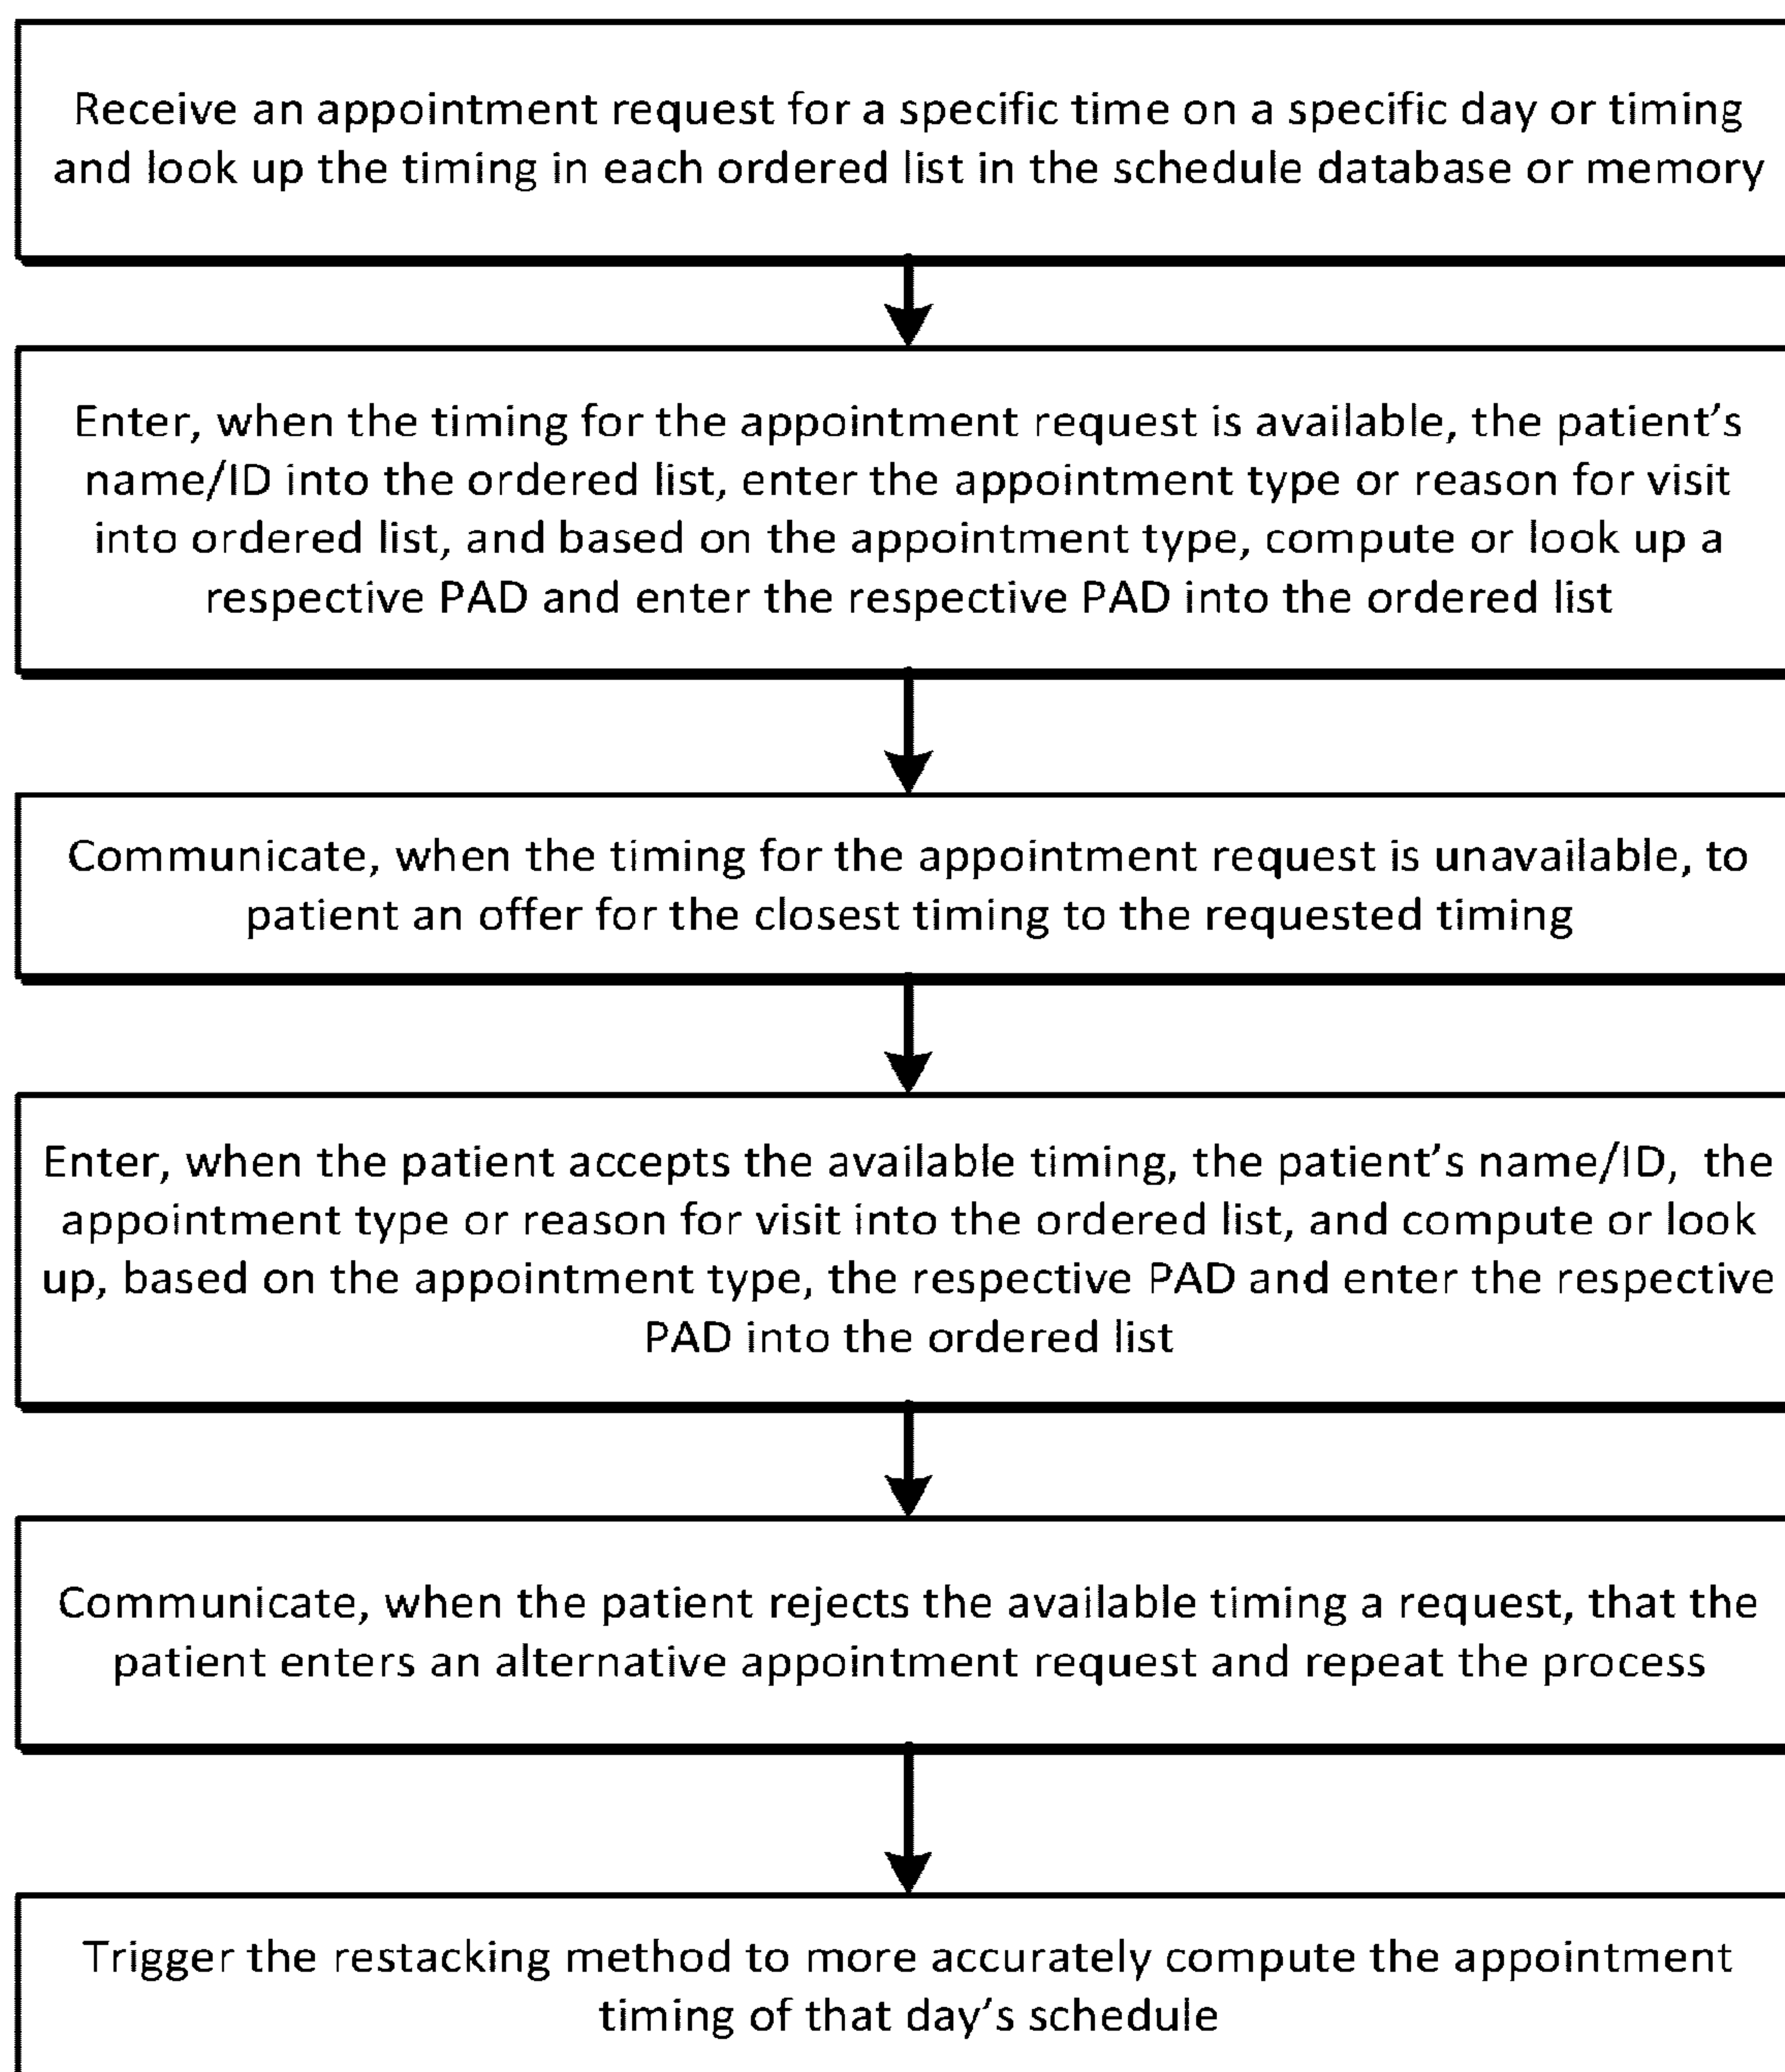 Receive an appointment request for a specific time on a specific day or timing
and look up the timing in each ordered list in the schedule database or memory
Enter, when the timing for the appointment request is available, the patient’s
name/ID into the ordered list, enter the appointment type or reason for visit
into ordered list, and based on the appointment type, compute or look up a
respective PAD and enter the respective PAD into the ordered list
Communicate, when the timing for the appointment request is unavailable, to
patient an offer for the closest timing to the requested timing
Enter, when the patient accepts the available timing, the patient’s name/ID, the
appointment type or reason for visit into the ordered list, and compute or look
up, based on the appointment type, the respective PAD and enter the respective
PAD into the ordered list
Communicate, when the patient rejects the available timing a request, that the
patient enters an alternative appointment request and repeat the process
Trigger the restacking method to more accurately compute the appointment
timing of that day’s schedule